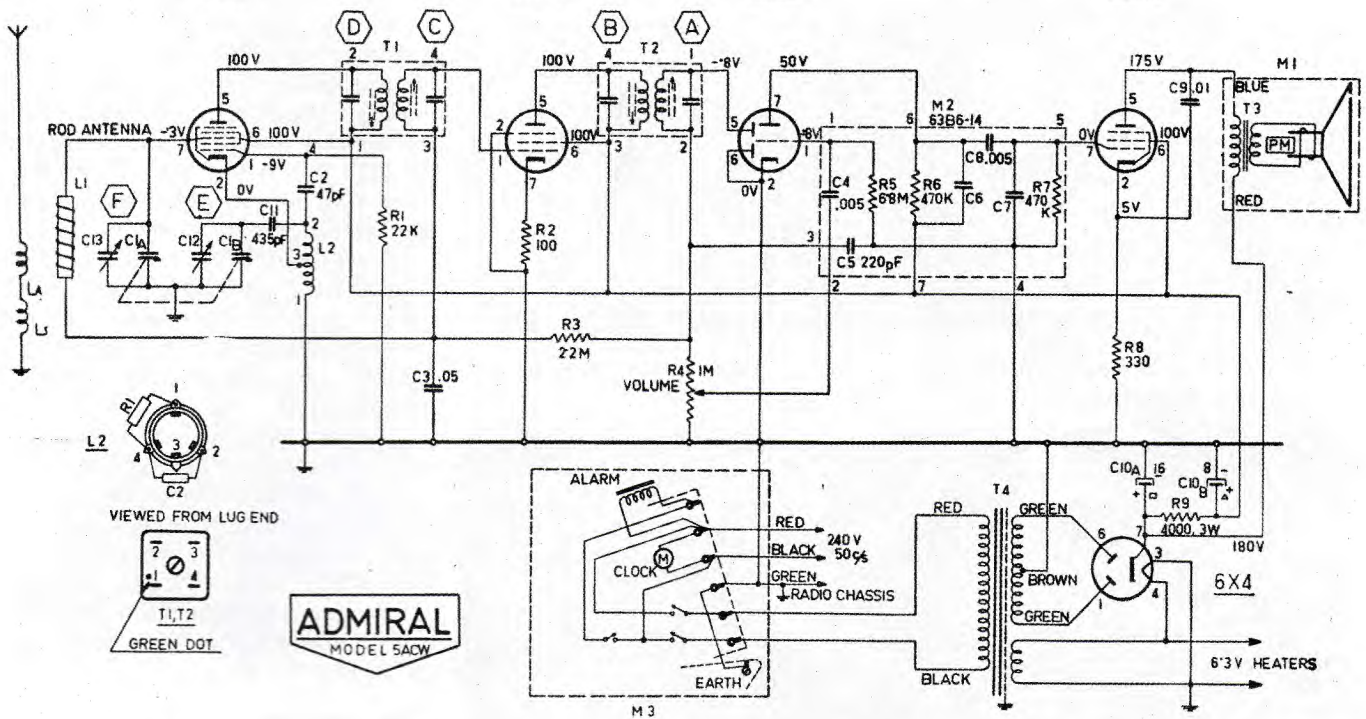 D
T1
C
B
T2
A
2
4
4
1
100V
100V
-8V
50V
175V
M1
C9 .01
BLUE
T3
PM
RED
M2
63B6-14
ROD ANTENNA
-3V
7
5
6
100V
1
-9V
2
0V
1
3
5
2
1
6
100V
7
3
2
7
5
6
-8V
1
0V
2
1
6
5
0V
7
5
100V
6
2
5V
L1
F
E
C13
C1A
C12
C1B
C11
435pF
4
C2
47pF
2
L2
3
1
R1
22K
R2
100
C4
.005
R5
6·8M
R6
470K
C6
C8 .005
C7
R7
470
K
3
C5 220pF
2
7
4
LA
LS
R3
2·2M
C3 .05
R4 1M
VOLUME
R8
330
R1
1
3
4
2
L2
C2
VIEWED FROM LUG END
2 3
1 4
T1,T2
GREEN DOT
ADMIRAL
MODEL 5ACW
ALARM
CLOCK
M
RED
240 V
50 c/s
BLACK
GREEN
RADIO CHASSIS
EARTH
M3
RED
BLACK
T4
GREEN
BROWN
GREEN
6
7
3
4
1
C10A
16
+
8
-
C10B
+
R9
4000, 3W
180V
6X4
6·3V HEATERS